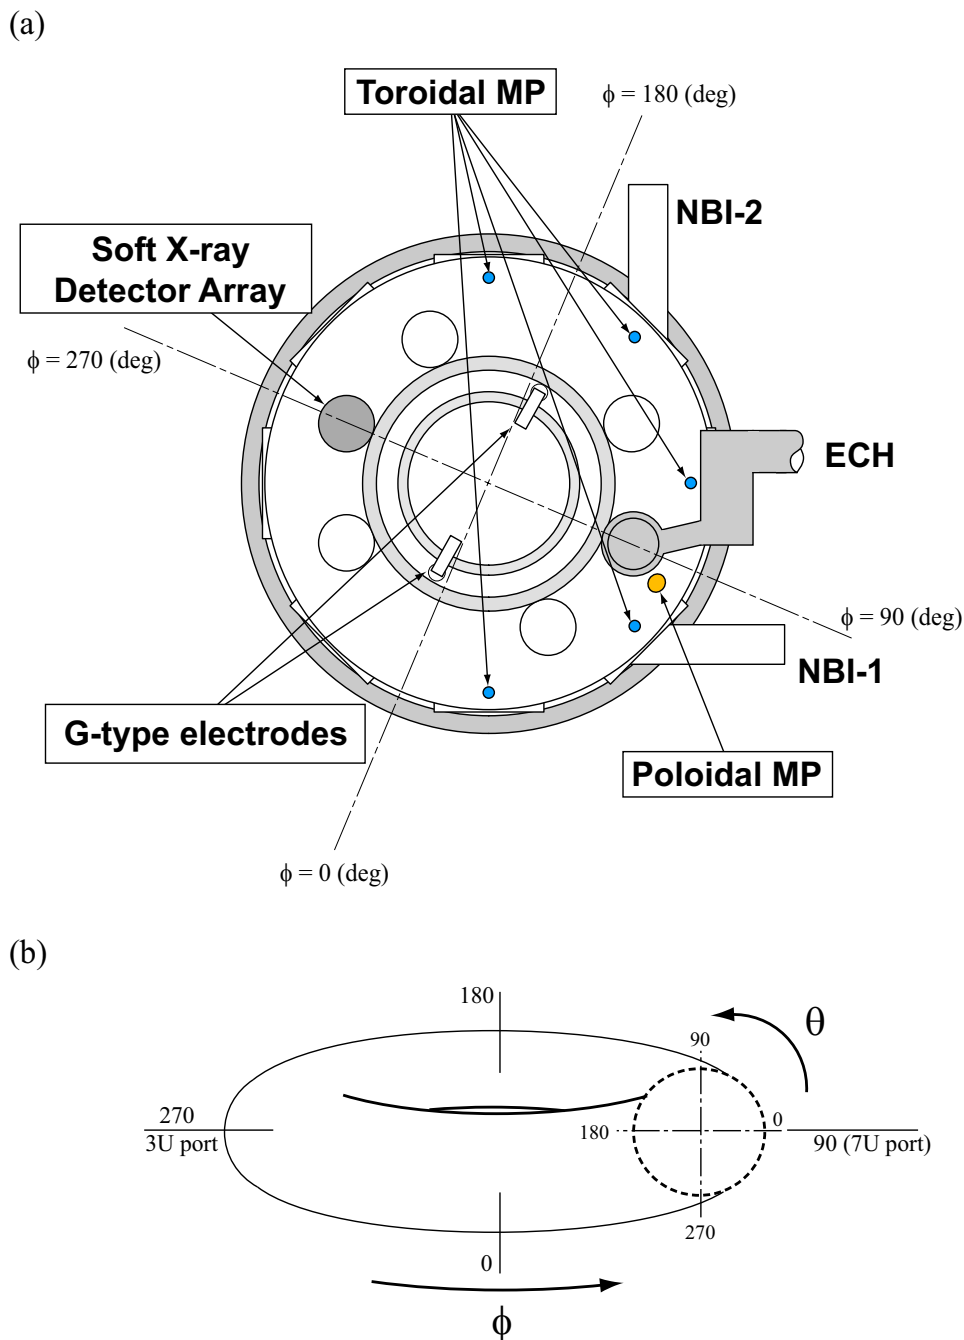 (a)
Toroidal MP
ϕ = 180 (deg)
NBI-2
Soft X-ray
Detector Array
ϕ = 270 (deg)
ECH
ϕ = 90 (deg)
NBI-1
G-type electrodes
Poloidal MP
ϕ = 0 (deg)
(b)
180
θ
90
270
3U port
180
0
90 (7U port)
270
0
ϕ